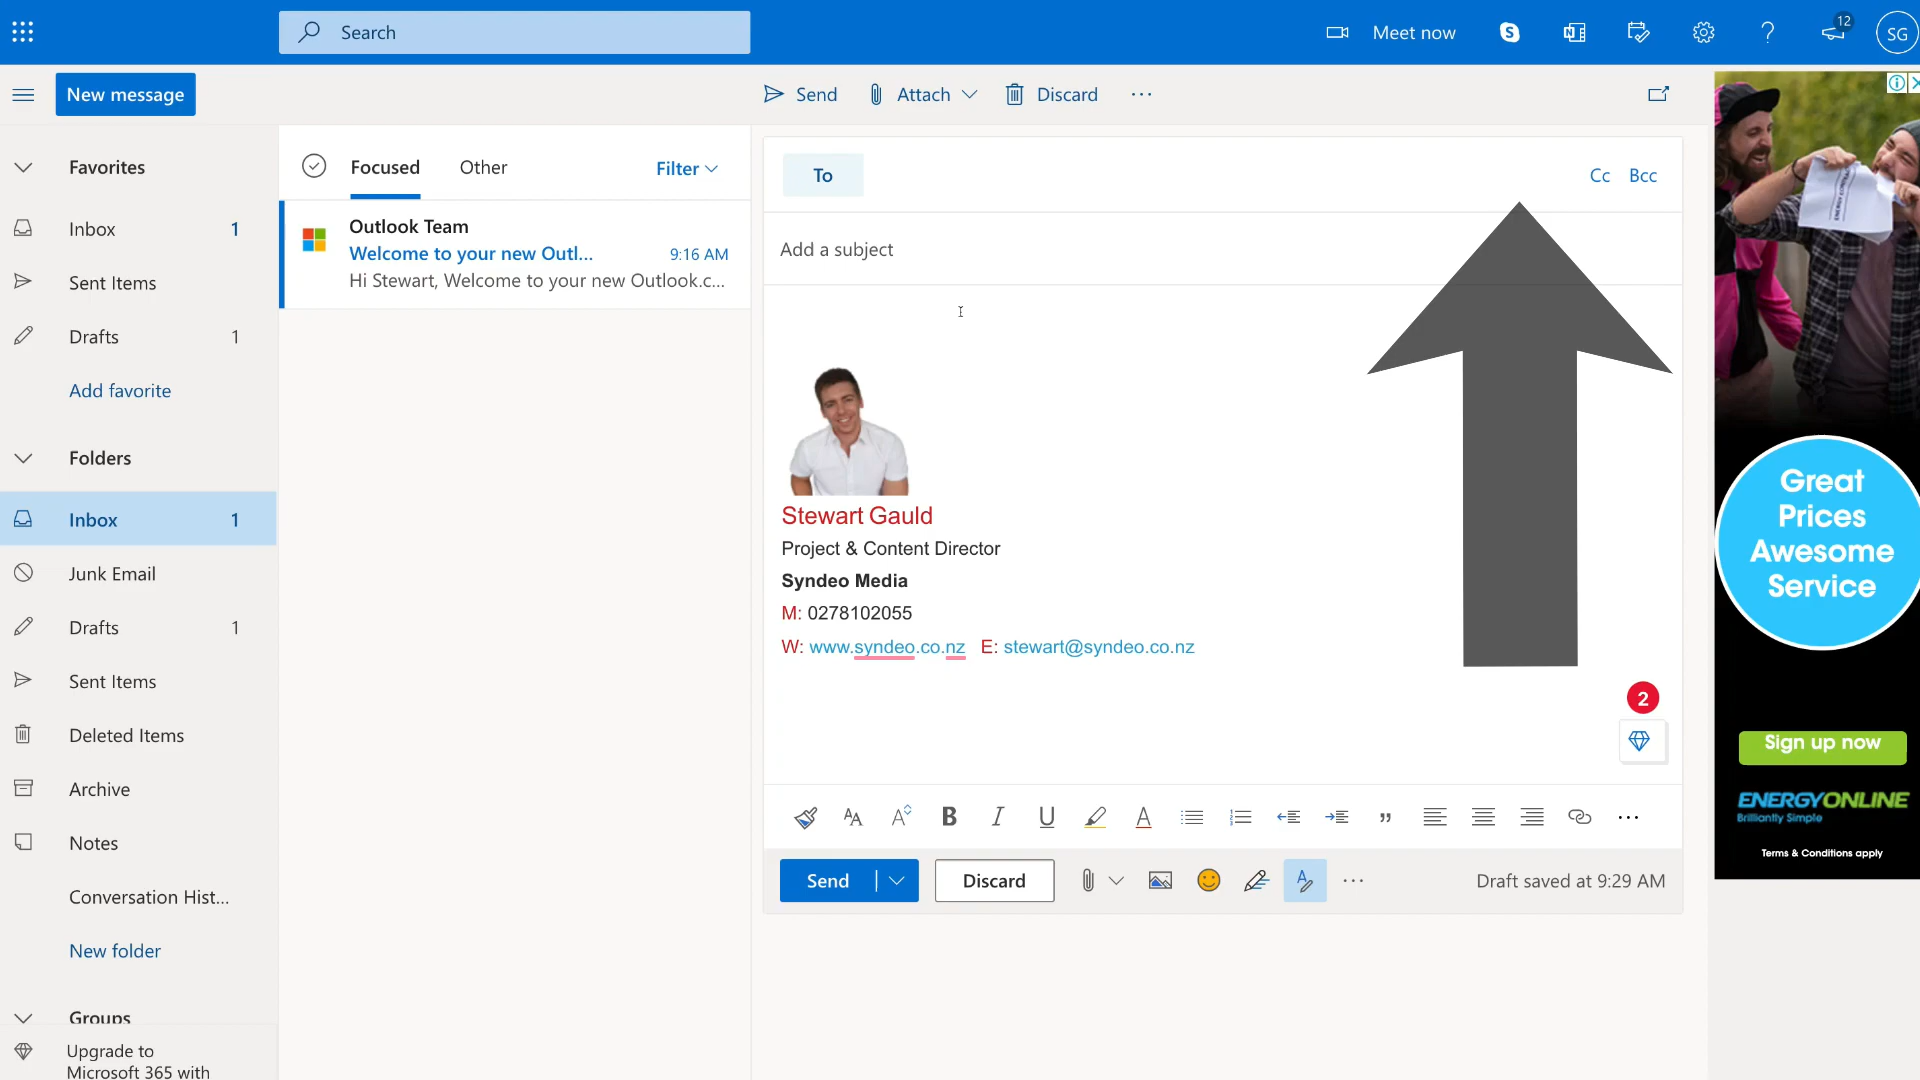 Search
Meet now
12
SG
New message
Send
Attach
Discard
Favorites
Inbox 1
Sent Items
Drafts 1
Add favorite
Folders
Inbox 1
Junk Email
Drafts 1
Sent Items
Deleted Items
Archive
Notes
Conversation Hist...
New folder
Groups
Upgrade to
Microsoft 365 with
Focused
Other
Filter
Outlook Team
Welcome to your new Outl... 9:16 AM
Hi Stewart, Welcome to your new Outlook.c...
To
Cc Bcc
Add a subject
Stewart Gauld
Project & Content Director
Syndeo Media
M: 0278102055
W: www.syndeo.co.nz E: stewart@syndeo.co.nz
2
Send
Discard
Draft saved at 9:29 AM
Great
Prices
Awesome
Service
Sign up now
ENERGYONLINE
Brilliantly Simple
Terms & Conditions apply